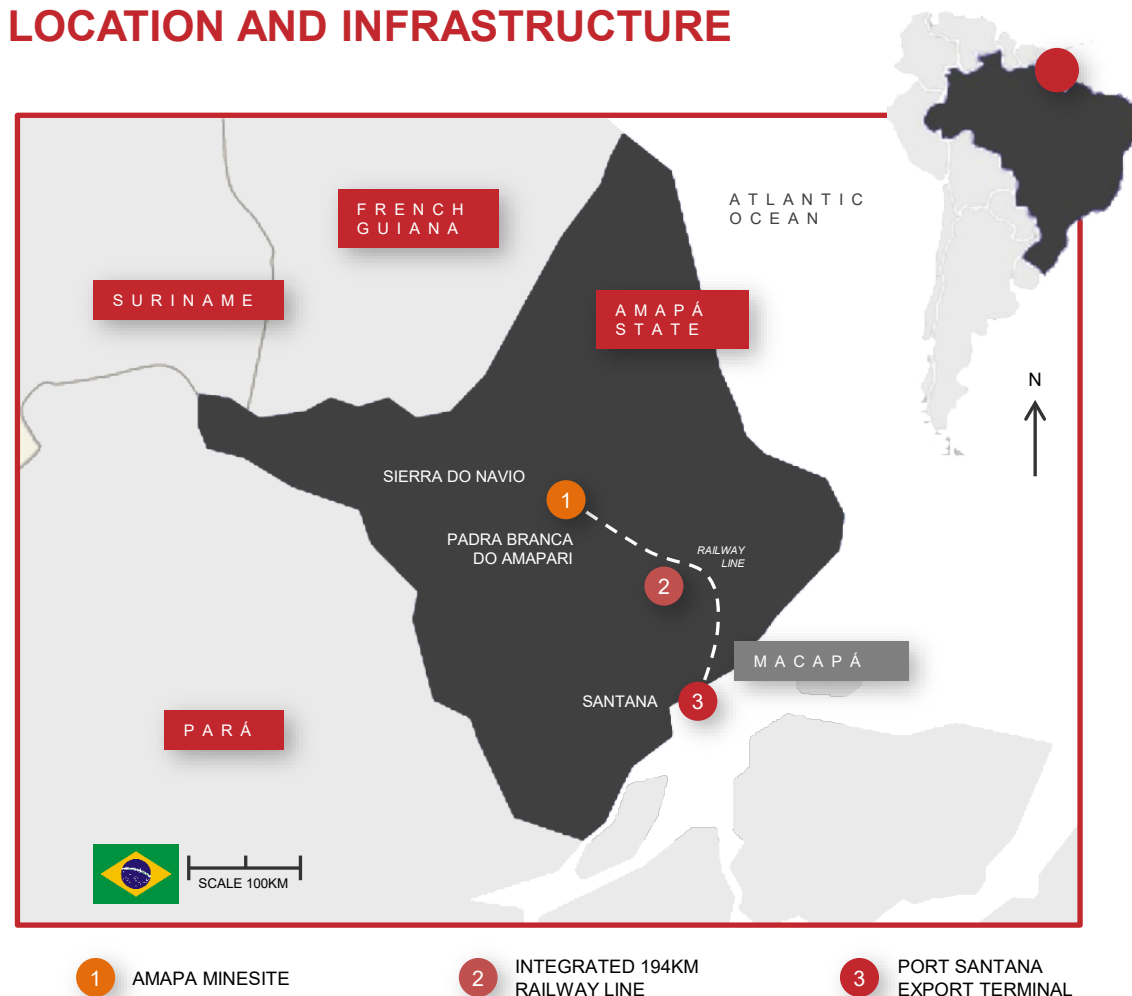 LOCATION AND INFRASTRUCTURE
FRENCH
GUIANA
ATLANTIC
OCEAN
SURINAME
AMAPÁ
STATE
N
SIERRA DO NAVIO
1
PADRA BRANCA
DO AMAPARI
RAILWAY
LINE
2
MACAPÁ
SANTANA
3
PARÁ
SCALE 100KM
1 AMAPA MINESITE
2 INTEGRATED 194KM
RAILWAY LINE
3 PORT SANTANA
EXPORT TERMINAL